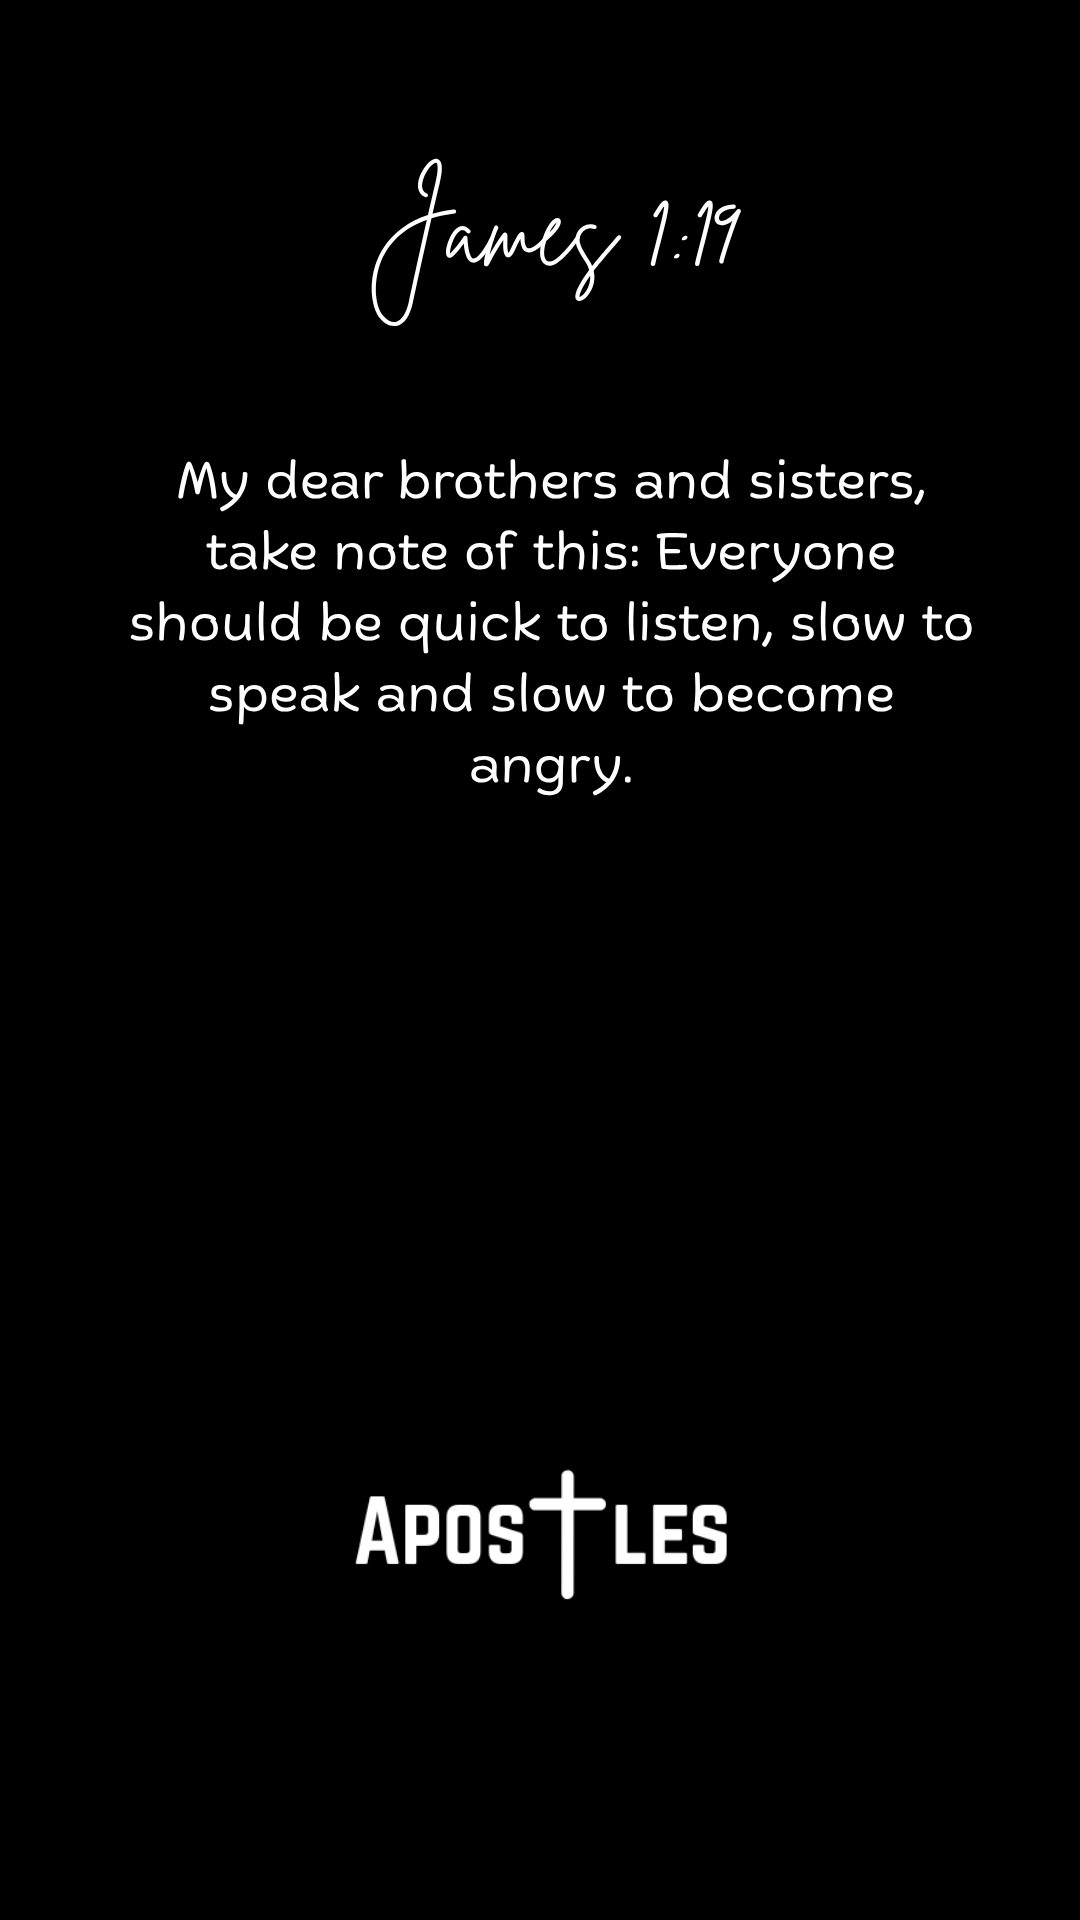 James 1:19
My dear brothers and sisters,
take note of this: Everyone
should be quick to listen, slow to
speak and slow to become
angry.
Apostles